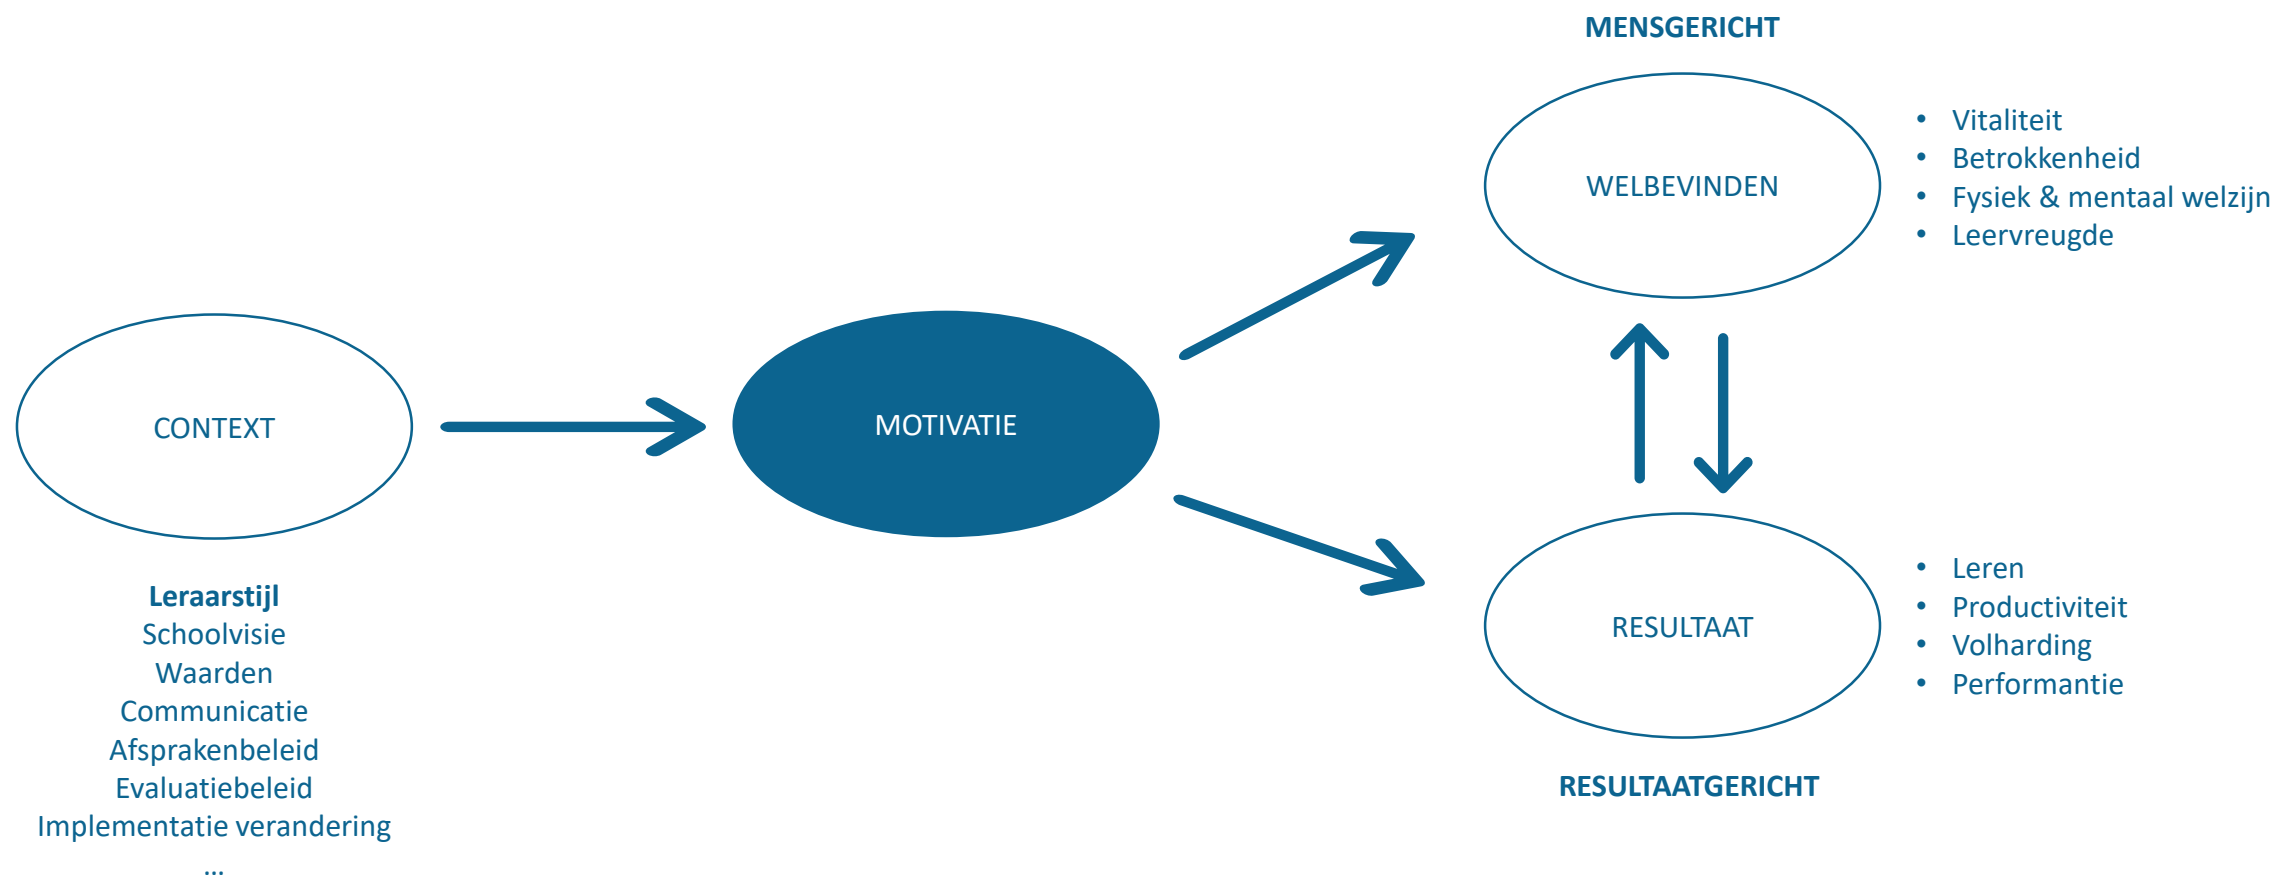 MENSGERICHT
WELBEVINDEN
• Vitaliteit
• Betrokkenheid
• Fysiek & mentaal welzijn
• Leervreugde
CONTEXT
MOTIVATIE
Leraarstijl
Schoolvisie
Waarden
Communicatie
Afsprakenbeleid
Evaluatiebeleid
Implementatie verandering
...
RESULTAAT
• Leren
• Productiviteit
• Volharding
• Performantie
RESULTAATGERICHT